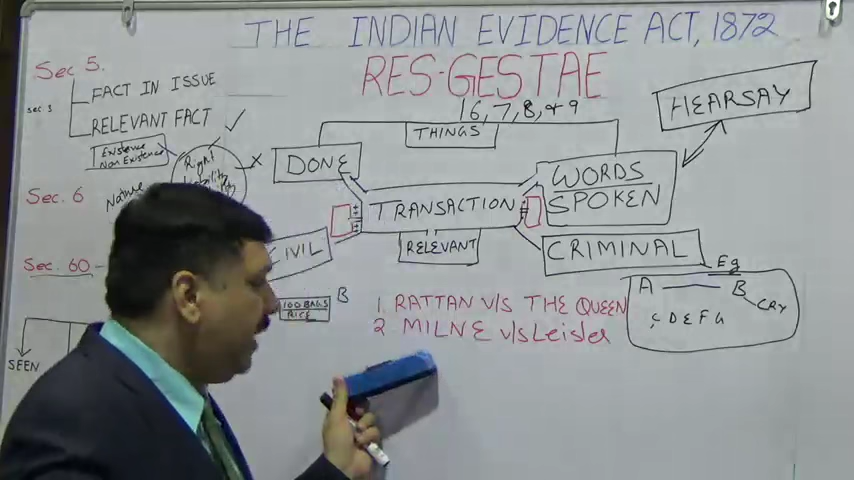 THE INDIAN EVIDENCE ACT, 1872
Sec 5.
RES-GESTAE
sec 3
FACT IN ISSUE
RELEVANT FACT
16, 7, 8, & 9
THINGS
HEARSAY
Existence
Non Existence
Right
DONE
WORDS
SPOKEN
Sec. 6
Nature
TRANSACTION
RELEVANT
IVIL
CRIMINAL
Sec. 60
Eg
A B
CRY
C D E F G
100 BAGS
RICE
B
1. RATTAN V/S THE QUEEN
2. MILNE V/S Leisler
SEEN